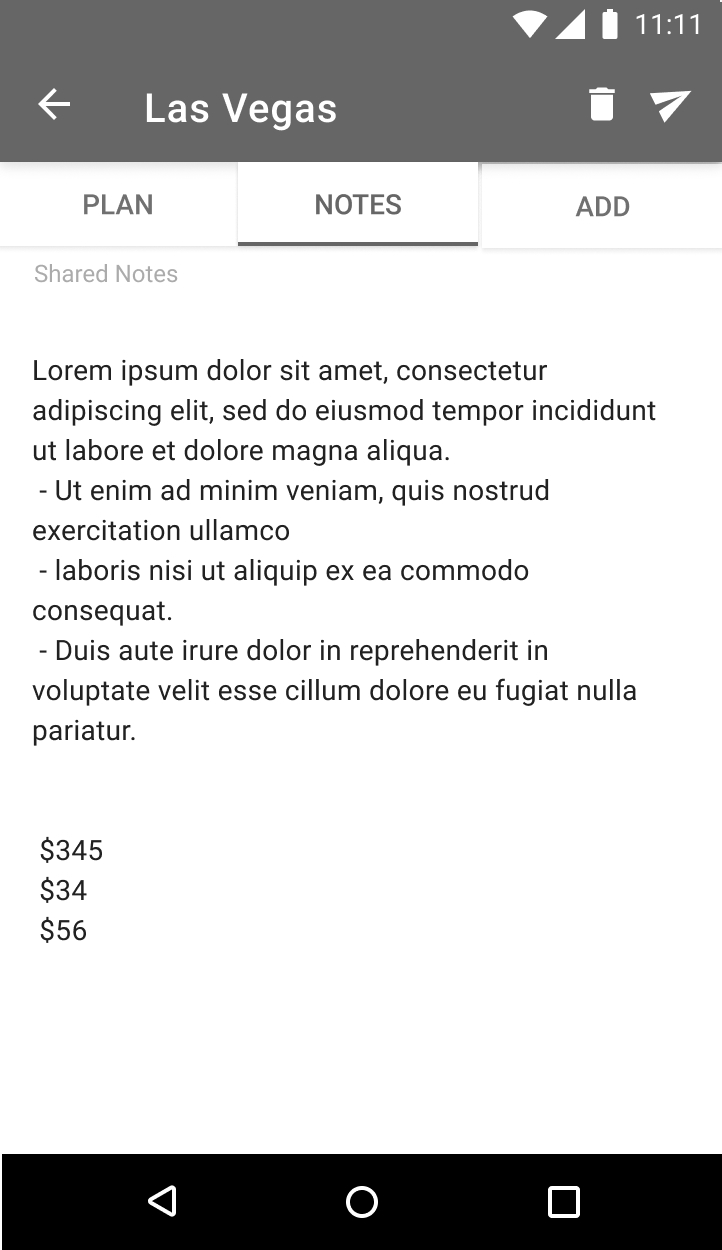 11:11
Las Vegas
PLAN
NOTES
ADD
Shared Notes
Lorem ipsum dolor sit amet, consectetur
adipiscing elit, sed do eiusmod tempor incididunt
ut labore et dolore magna aliqua.
- Ut enim ad minim veniam, quis nostrud
exercitation ullamco
- laboris nisi ut aliquip ex ea commodo
consequat.
- Duis aute irure dolor in reprehenderit in
voluptate velit esse cillum dolore eu fugiat nulla
pariatur.
$345
$34
$56